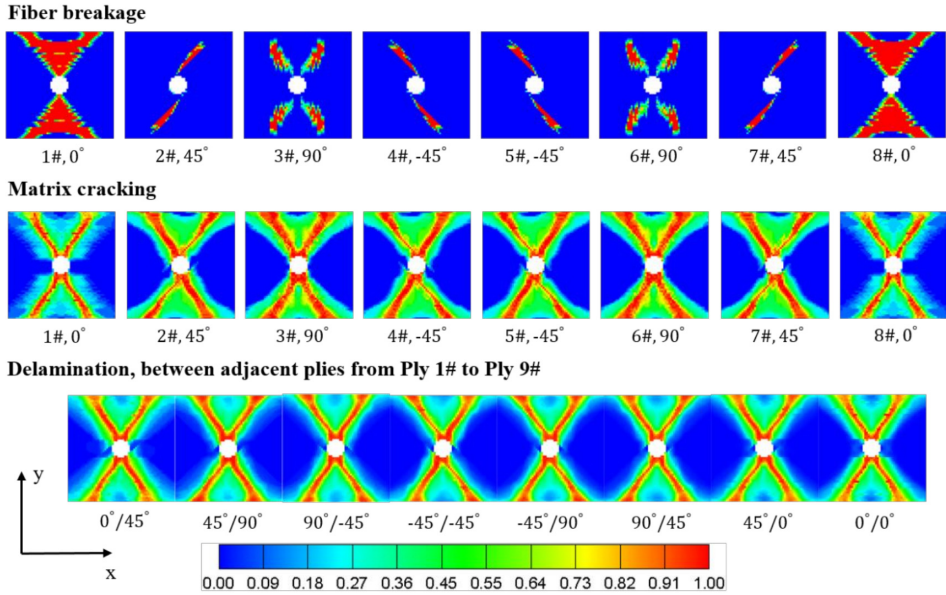 Fiber breakage
1#, 0° 2#, 45° 3#, 90° 4#, -45° 5#, -45° 6#, 90° 7#, 45° 8#, 0°
Matrix cracking
1#, 0° 2#, 45° 3#, 90° 4#, -45° 5#, -45° 6#, 90° 7#, 45° 8#, 0°
Delamination, between adjacent plies from Ply 1# to Ply 9#
y
0°/45° 45°/90° 90°/-45° -45°/-45° -45°/90° 90°/45° 45°/0° 0°/0°
x
0.00 0.09 0.18 0.27 0.36 0.45 0.55 0.64 0.73 0.82 0.91 1.00